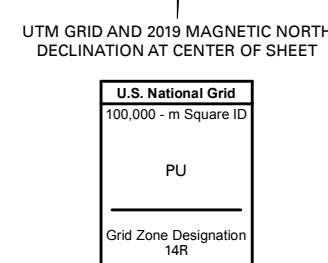 UTM GRID AND 2019 MAGNETIC NORTH
DECLINATION AT CENTER OF SHEET
U.S. National Grid
100,000 - m Square ID
PU
Grid Zone Designation
14R